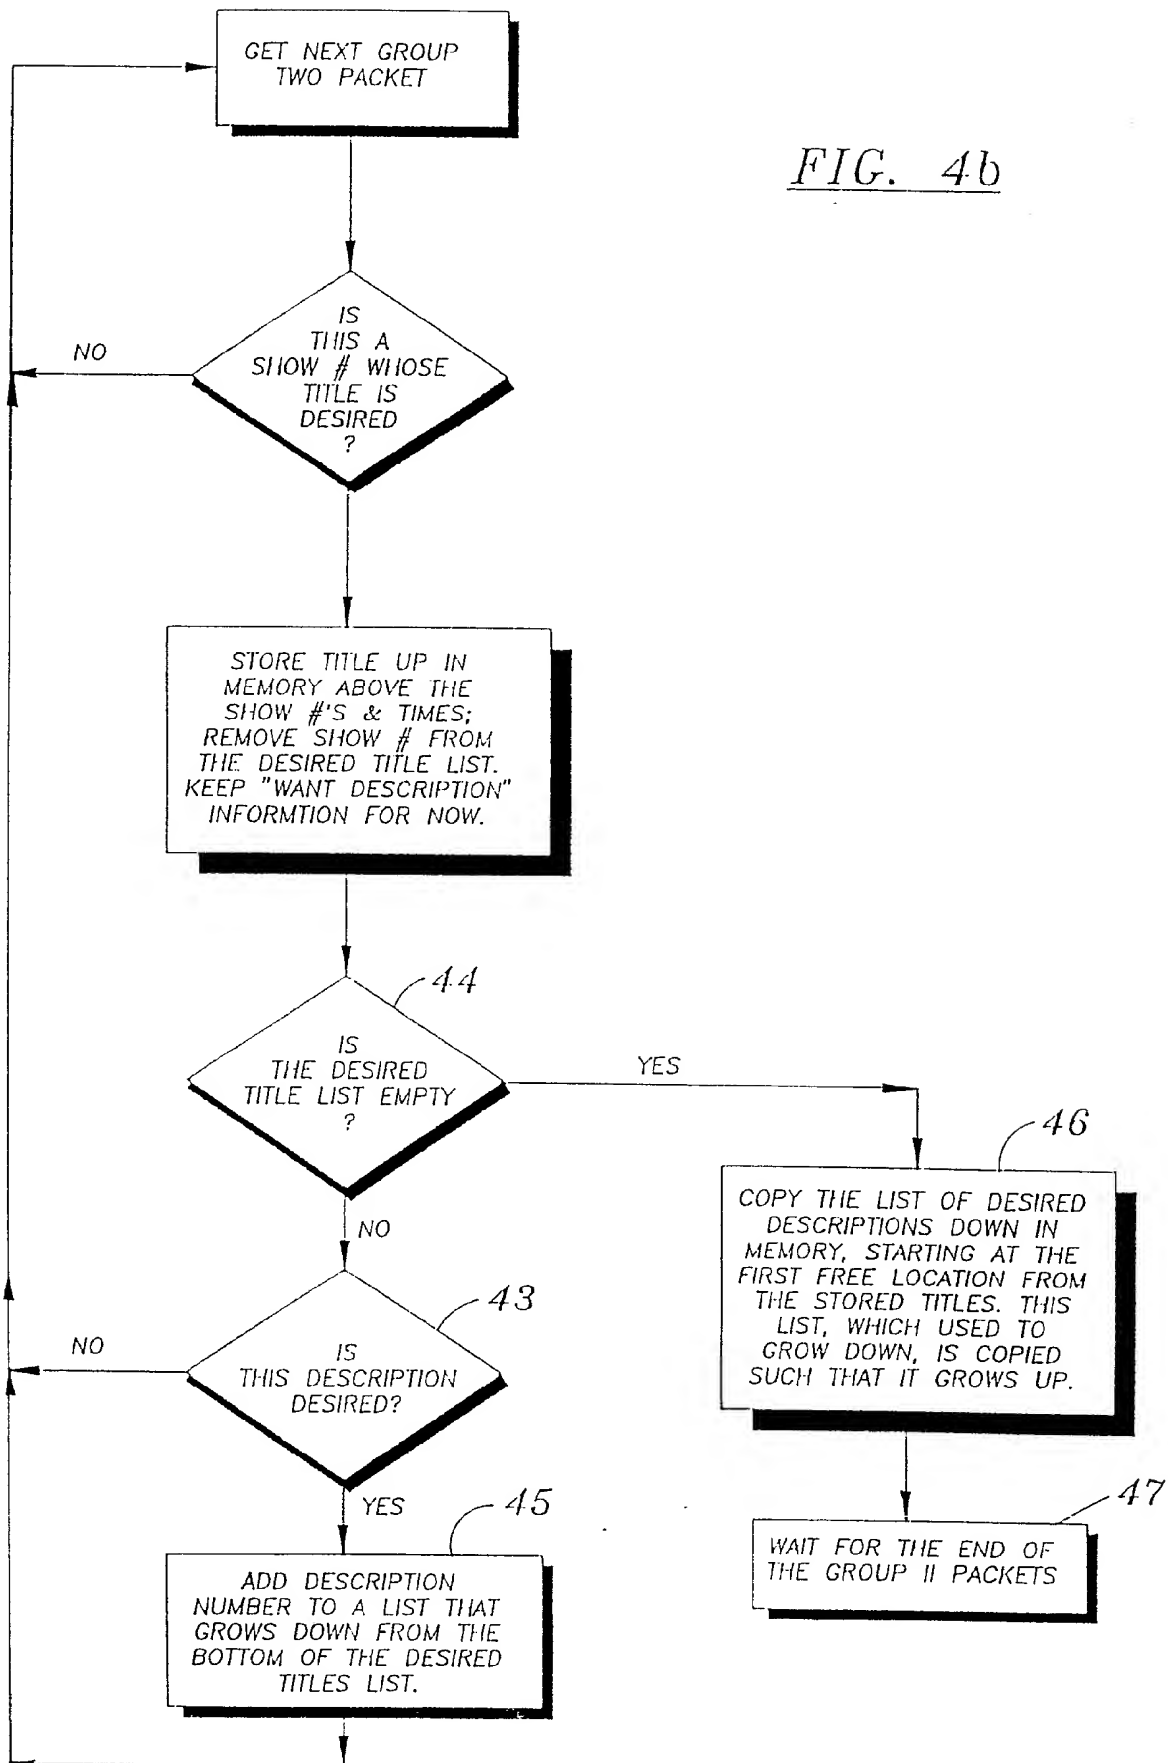 GET NEXT GROUP
TWO PACKET
FIG. 4b
IS
THIS A
SHOW # WHOSE
TITLE IS
DESIRED
?
NO
STORE TITLE UP IN
MEMORY ABOVE THE
SHOW #'S & TIMES;
REMOVE SHOW # FROM
THE DESIRED TITLE LIST.
KEEP "WANT DESCRIPTION"
INFORMTION FOR NOW.
44
IS
THE DESIRED
TITLE LIST EMPTY
?
YES
NO
46
COPY THE LIST OF DESIRED
DESCRIPTIONS DOWN IN
MEMORY, STARTING AT THE
FIRST FREE LOCATION FROM
THE STORED TITLES. THIS
LIST, WHICH USED TO
GROW DOWN, IS COPIED
SUCH THAT IT GROWS UP.
43
IS
THIS DESCRIPTION
DESIRED?
NO
YES
45
ADD DESCRIPTION
NUMBER TO A LIST THAT
GROWS DOWN FROM THE
BOTTOM OF THE DESIRED
TITLES LIST.
47
WAIT FOR THE END OF
THE GROUP II PACKETS